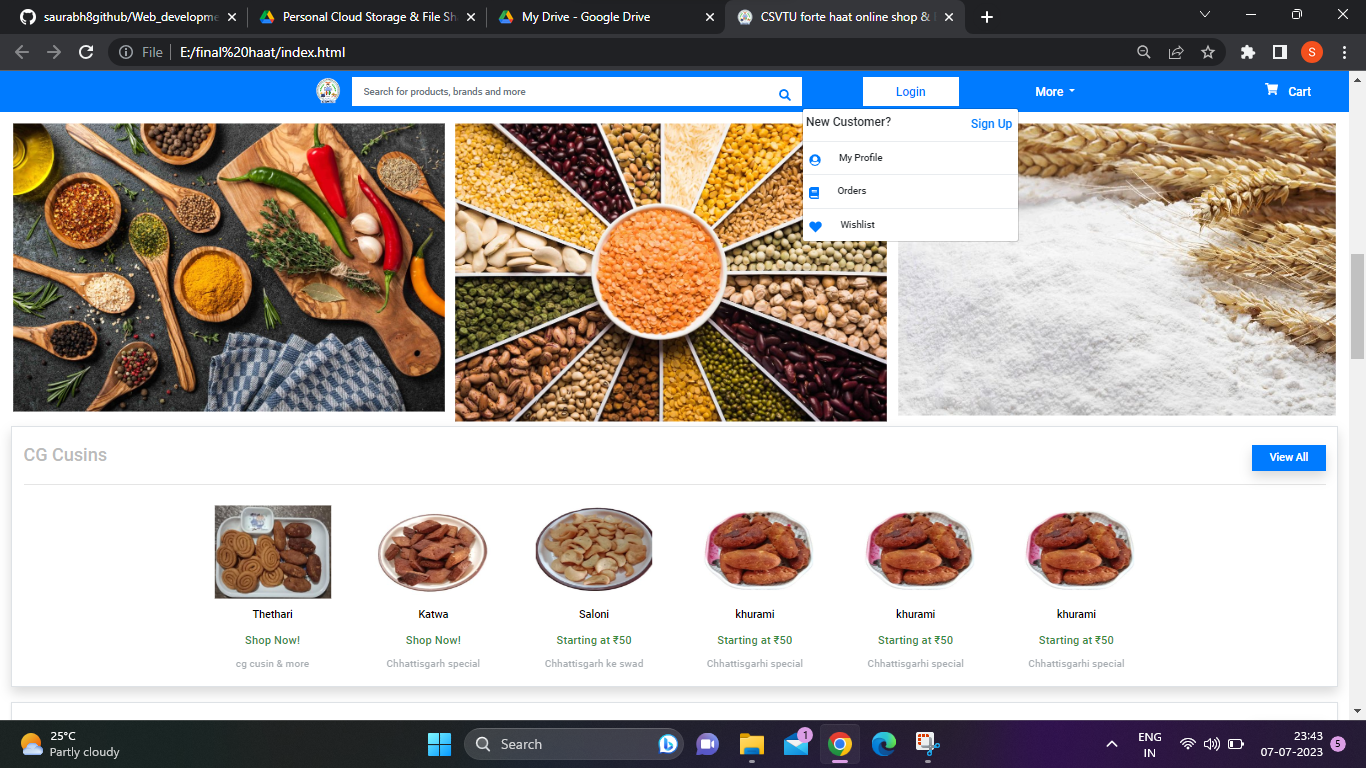 saurabh8github/Web_developme
Personal Cloud Storage & File Sh
My Drive - Google Drive
CSVTU forte haat online shop &
File
E:/final%20haat/index.html
S
Search for products, brands and more
Login
More
Cart
New Customer?
Sign Up
My Profile
Orders
Wishlist
CG Cusins
View All
Thethari
Katwa
Saloni
khurami
khurami
khurami
Shop Now!
Shop Now!
Starting at ₹50
Starting at ₹50
Starting at ₹50
Starting at ₹50
cg cusin & more
Chhattisgarh special
Chhattisgarh ke swad
Chhattisgarhi special
Chhattisgarhi special
Chhattisgarhi special
25°C
Partly cloudy
Search
1
ENG
IN
23:43
07-07-2023
5